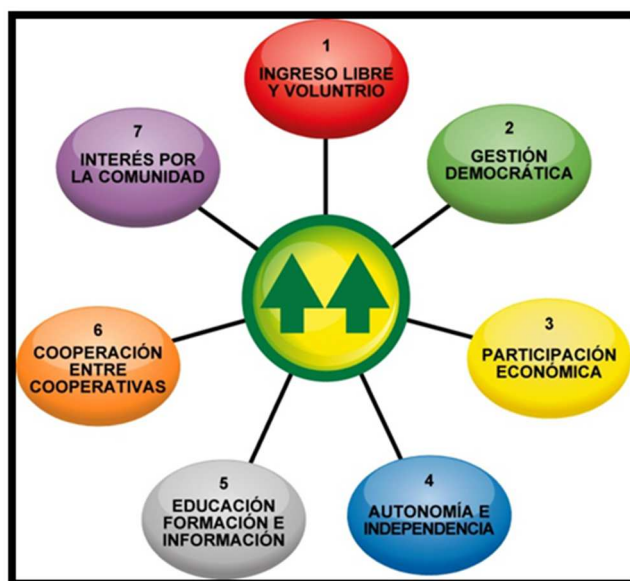 1
INGRESO LIBRE
Y VOLUNTRIO
2
GESTIÓN
DEMOCRÁTICA
3
PARTICIPACIÓN
ECONÓMICA
4
AUTONOMÍA E
INDEPENDENCIA
5
EDUCACIÓN
FORMACIÓN E
INFORMACIÓN
6
COOPERACIÓN
ENTRE
COOPERATIVAS
7
INTERÉS POR
LA COMUNIDAD